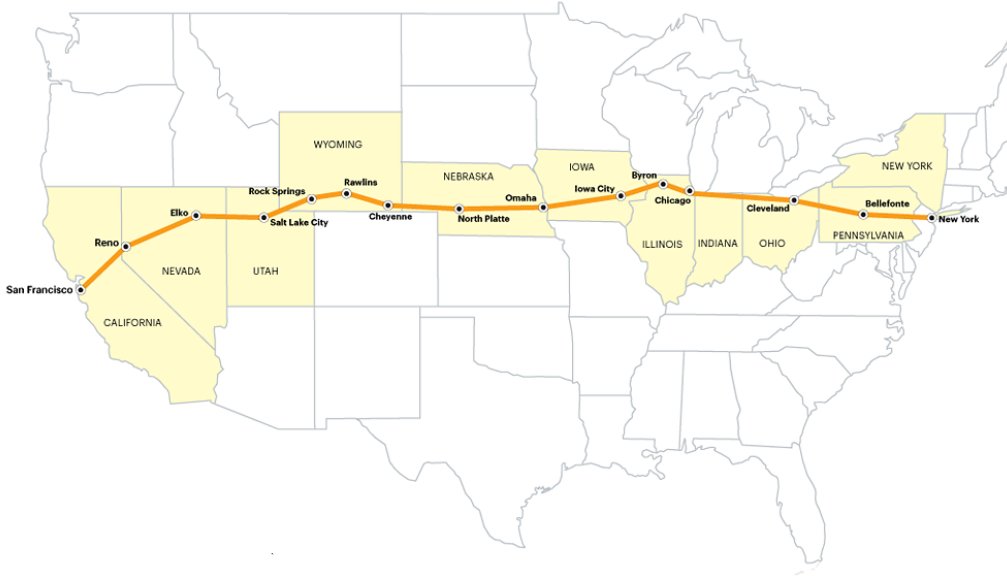 WYOMING
NEW YORK
IOWA
NEBRASKA
Byron
Rawlins
Rock Springs
Iowa City
Omaha
Chicago
Cleveland
Bellefonte
Elko
Salt Lake City
Cheyenne
North Platte
New York
PENNSYLVANIA
Reno
ILLINOIS
INDIANA
OHIO
NEVADA
UTAH
San Francisco
CALIFORNIA